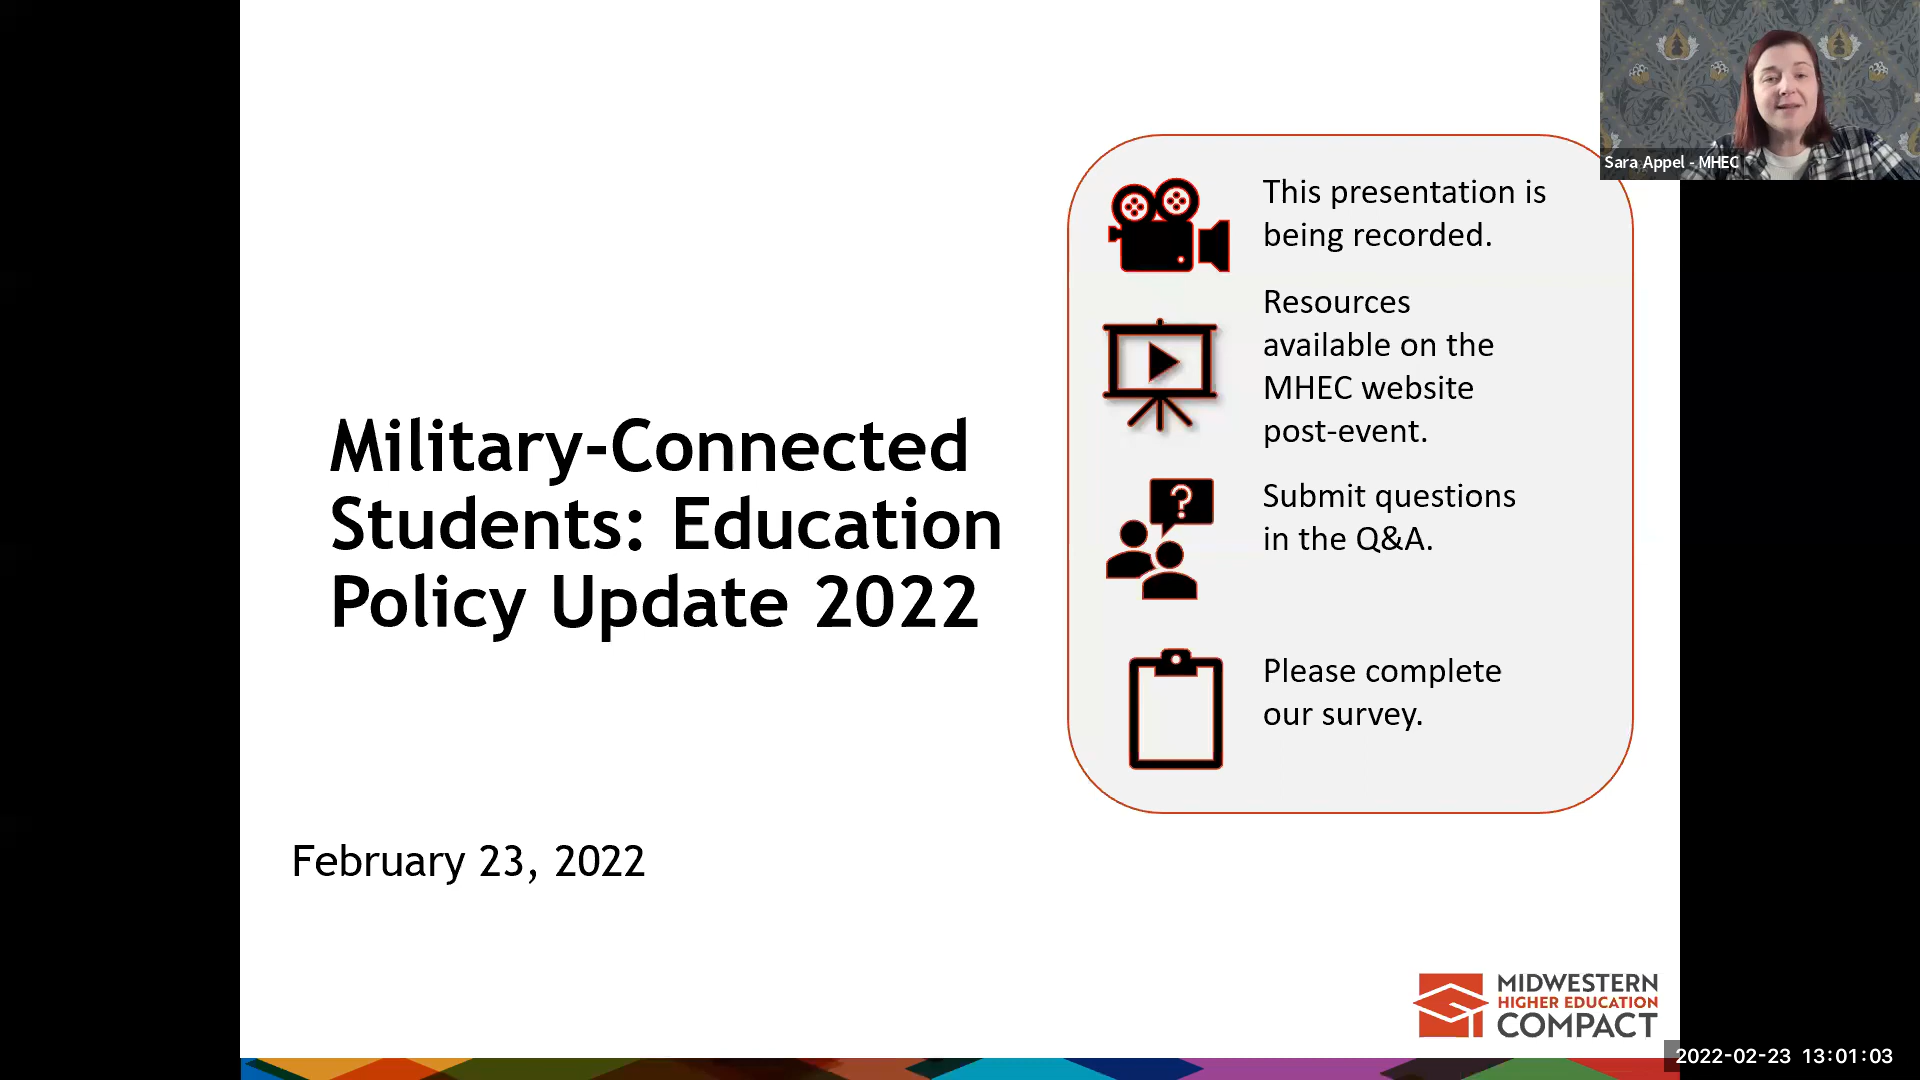 Military-Connected
Students: Education
Policy Update 2022
February 23, 2022
This presentation is
being recorded.
Resources
available on the
MHEC website
post-event.
?
Submit questions
in the Q&A.
Please complete
our survey.
Sara Appel - MHEC
MIDWESTERN
HIGHER EDUCATION
COMPACT
2022-02-23 13:01:03